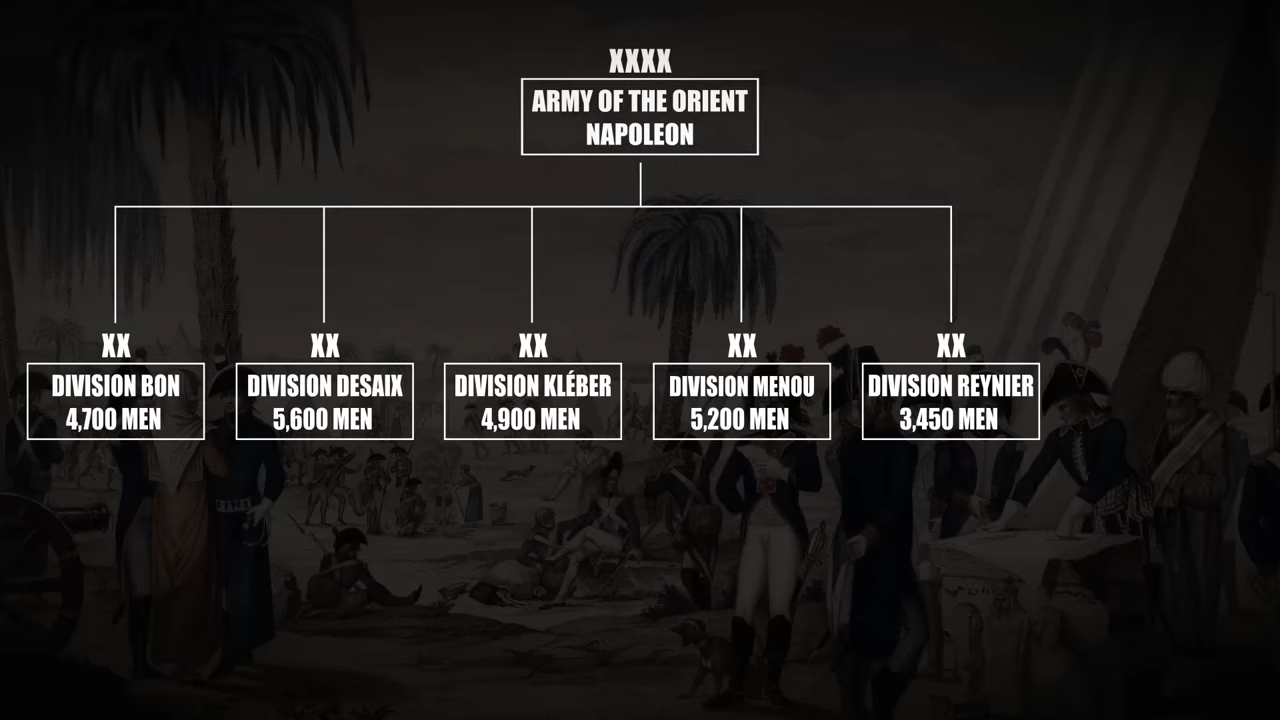 XXXX
ARMY OF THE ORIENT
NAPOLEON
XX
DIVISION BON
4,700 MEN
XX
DIVISION DESAIX
5,600 MEN
XX
DIVISION KLÉBER
4,900 MEN
XX
DIVISION MENOU
5,200 MEN
XX
DIVISION REYNIER
3,450 MEN